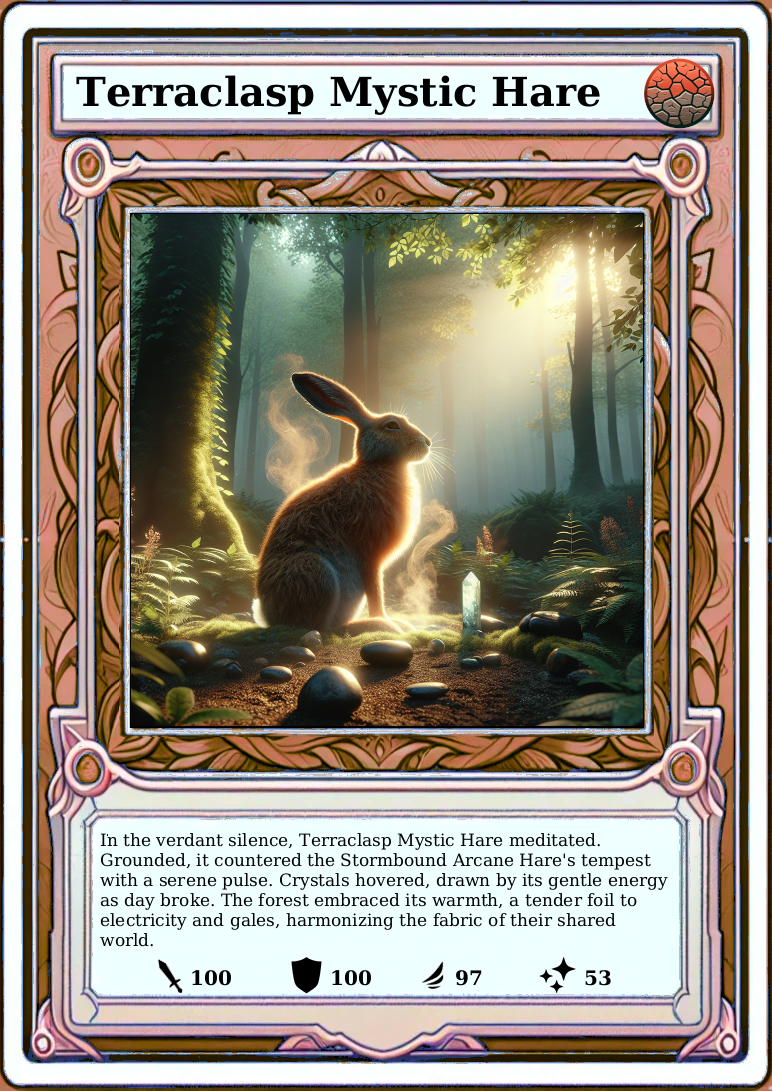 Terraclasp Mystic Hare
In the verdant silence, Terraclasp Mystic Hare meditated.
Grounded, it countered the Stormbound Arcane Hare's tempest
with a serene pulse. Crystals hovered, drawn by its gentle energy
as day broke. The forest embraced its warmth, a tender foil to
electricity and gales, harmonizing the fabric of their shared
world.
100 100 97 53